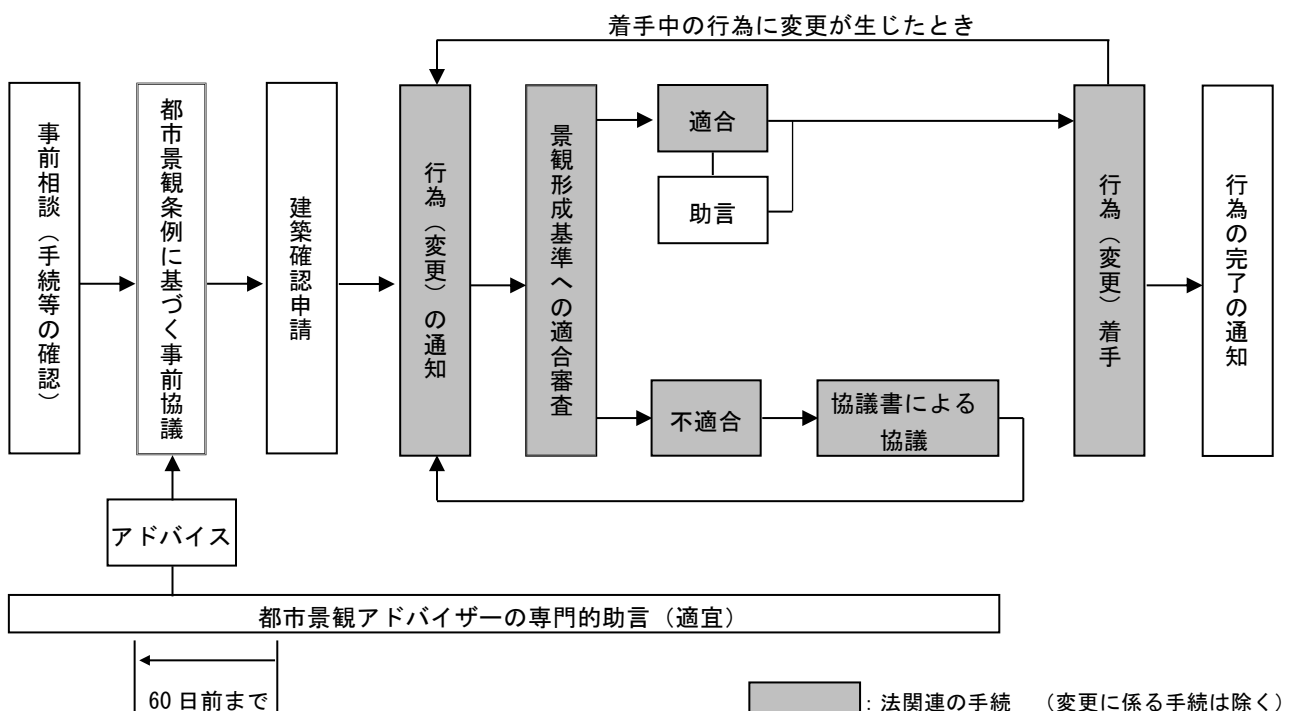 着手中の行為に変更が生じたとき
事前相談（手続等の確認）
都市景観条例に基づく事前協議
建築確認申請
行為（変更）の通知
景観形成基準への適合審査
適合
助言
不適合
協議書による
協議
行為（変更）着手
行為の完了の通知
アドバイス
都市景観アドバイザーの専門的助言（適宜）
60 日前まで
：法関連の手続　（変更に係る手続は除く）